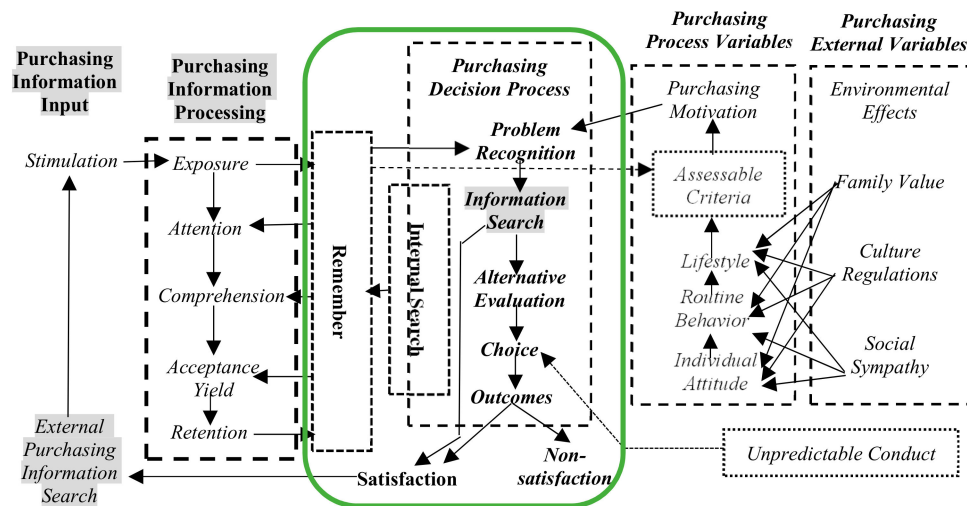 Purchasing
Information
Input
Stimulation
External
Purchasing
Information
Search
Purchasing
Information
Processing
Exposure
Attention
Comprehension
Acceptance
Yield
Retention
Remember
Internal Search
Purchasing
Decision Process
Problem
Recognition
Information
Search
Alternative
Evaluation
Choice
Outcomes
Satisfaction
Non-
satisfaction
Purchasing
Process Variables
Purchasing
Motivation
Assessable
Criteria
Lifestyle
Routine
Behavior
Individual
Attitude
Purchasing
External Variables
Environmental
Effects
Family Value
Culture
Regulations
Social
Sympathy
Unpredictable Conduct